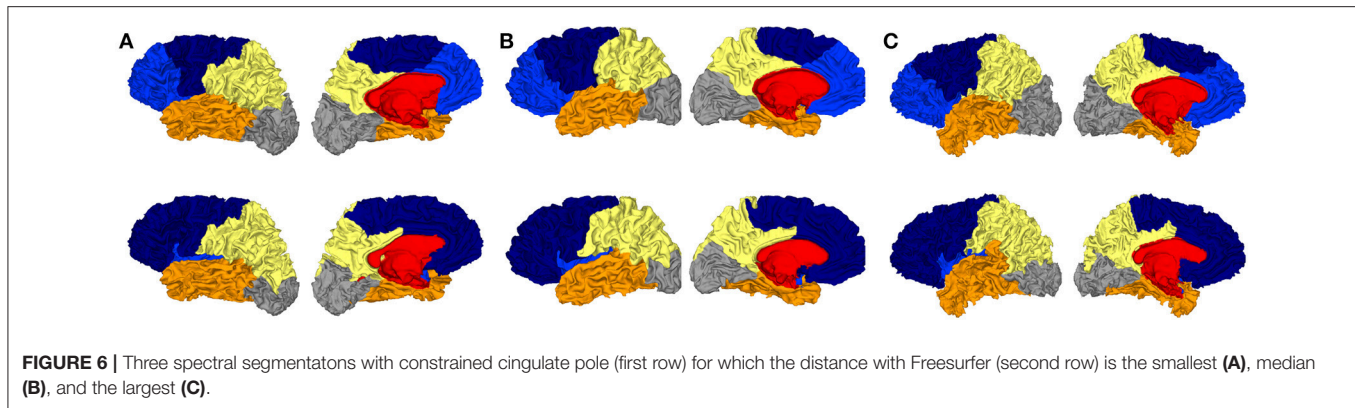 A B C
FIGURE 6 | Three spectral segmentatons with constrained cingulate pole (first row) for which the distance with Freesurfer (second row) is the smallest (A), median
(B), and the largest (C).